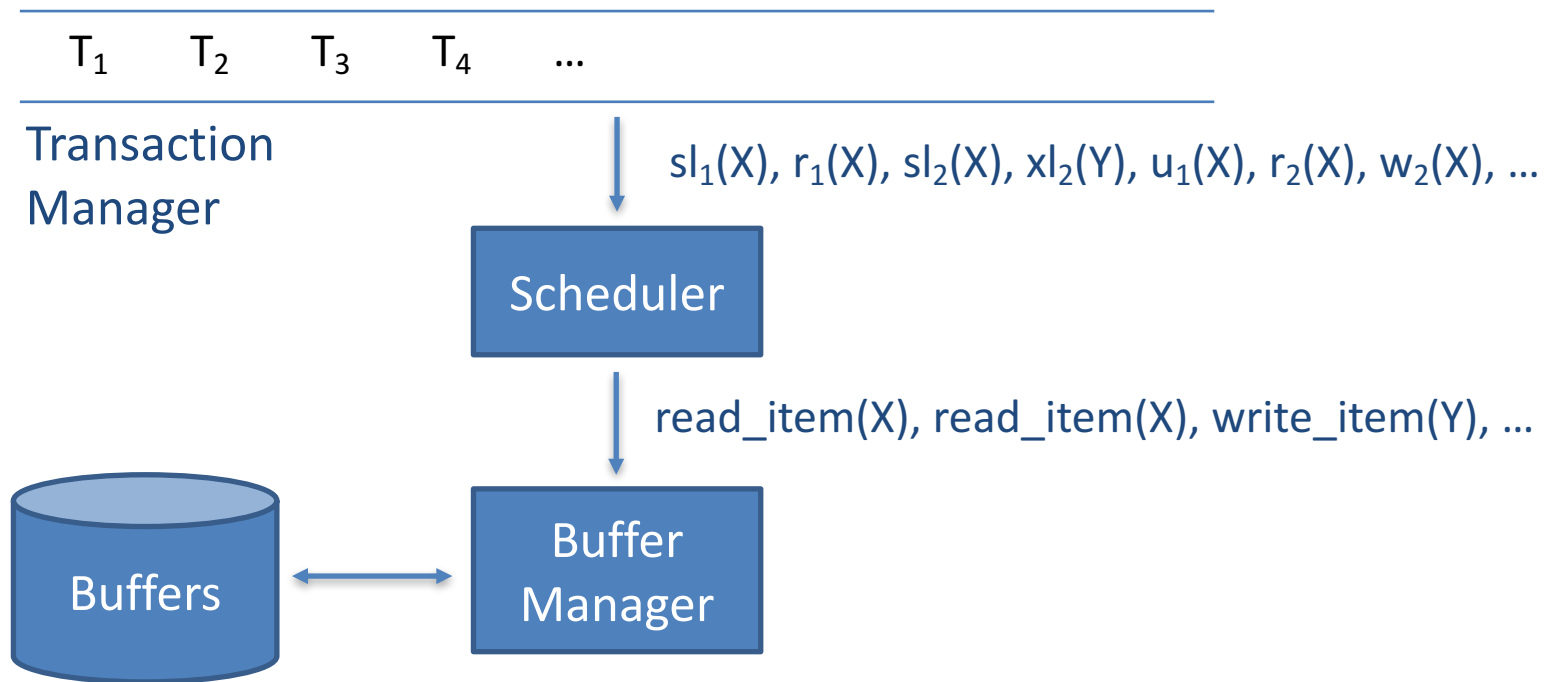 T₁ T₂ T₃ T₄ ...
Transaction
Manager
sl₁(X), r₁(X), sl₂(X), xl₂(Y), u₁(X), r₂(X), w₂(X), ...
Scheduler
read_item(X), read_item(X), write_item(Y), ...
Buffer
Manager
Buffers